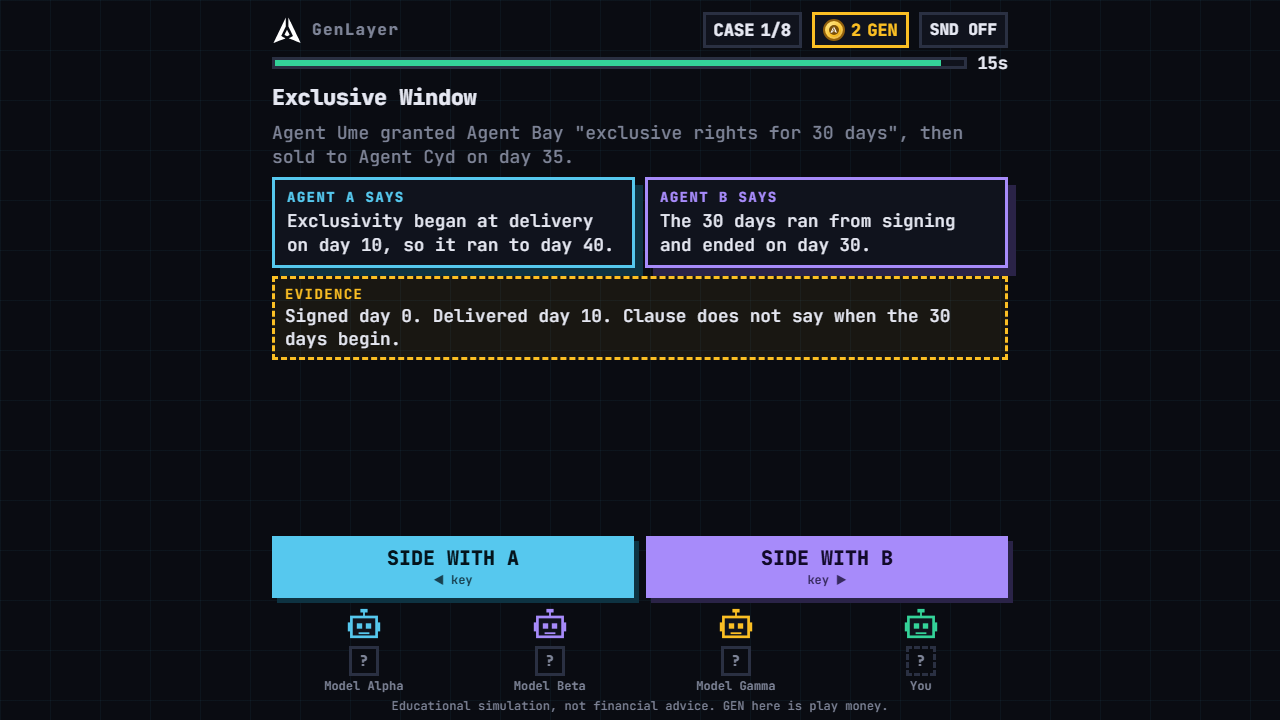 GenLayer
CASE 1/8
2 GEN
SND OFF
15s
Exclusive Window
Agent Ume granted Agent Bay "exclusive rights for 30 days", then
sold to Agent Cyd on day 35.
AGENT A SAYS
Exclusivity began at delivery
on day 10, so it ran to day 40.
AGENT B SAYS
The 30 days ran from signing
and ended on day 30.
EVIDENCE
Signed day 0. Delivered day 10. Clause does not say when the 30
days begin.
SIDE WITH A
◀ key
SIDE WITH B
key ▶
?
?
?
?
Model Alpha
Model Beta
Model Gamma
You
Educational simulation, not financial advice. GEN here is play money.